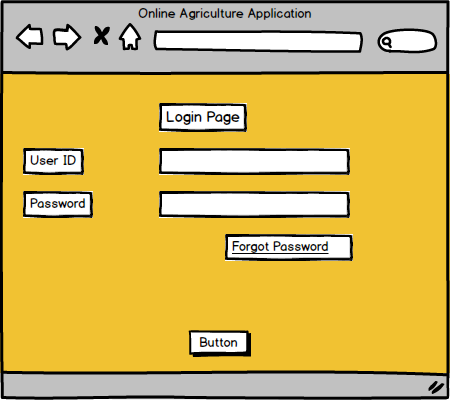 Online Agriculture Application
Login Page
User ID
Password
Forgot Password
Button